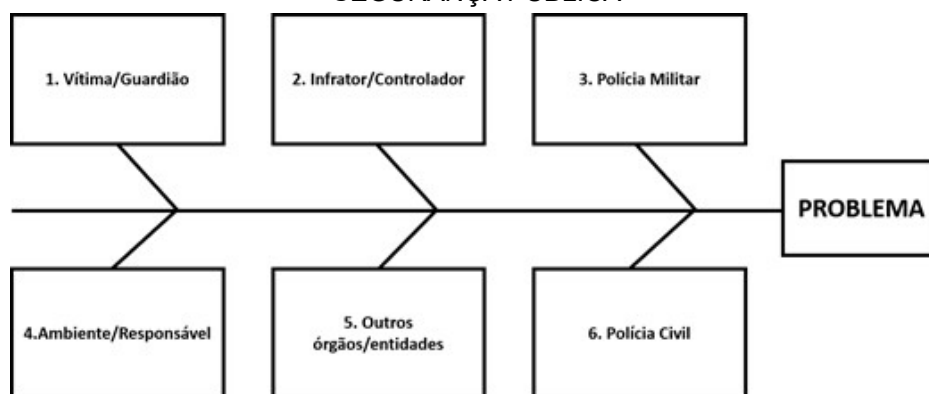 1. Vítima/Guardião
2. Infrator/Controlador
3. Polícia Militar
PROBLEMA
4.Ambiente/Responsável
5. Outros
órgãos/entidades
6. Polícia Civil